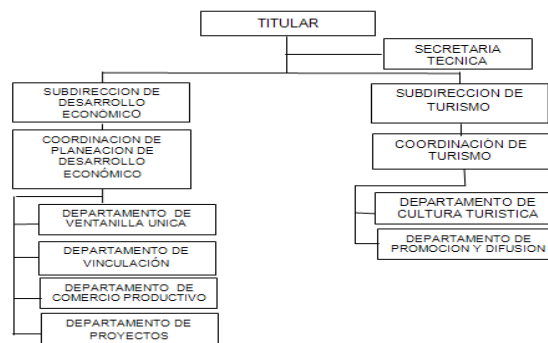 TITULAR
SECRETARIA
TECNICA
SUBDIRECCION DE
DESARROLLO
ECONÓMICO
SUBDIRECCION DE
TURISMO
COORDINACION DE
PLANEACION DE
DESARROLLO
ECONÓMICO
COORDINACIÓN DE
TURISMO
DEPARTAMENTO DE
VENTANILLA UNICA
DEPARTAMENTO DE
VINCULACIÓN
DEPARTAMENTO DE
COMERCIO PRODUCTIVO
DEPARTAMENTO DE
PROYECTOS
DEPARTAMENTO DE
CULTURA TURISTICA
DEPARTAMENTO DE
PROMOCION Y DIFUSION